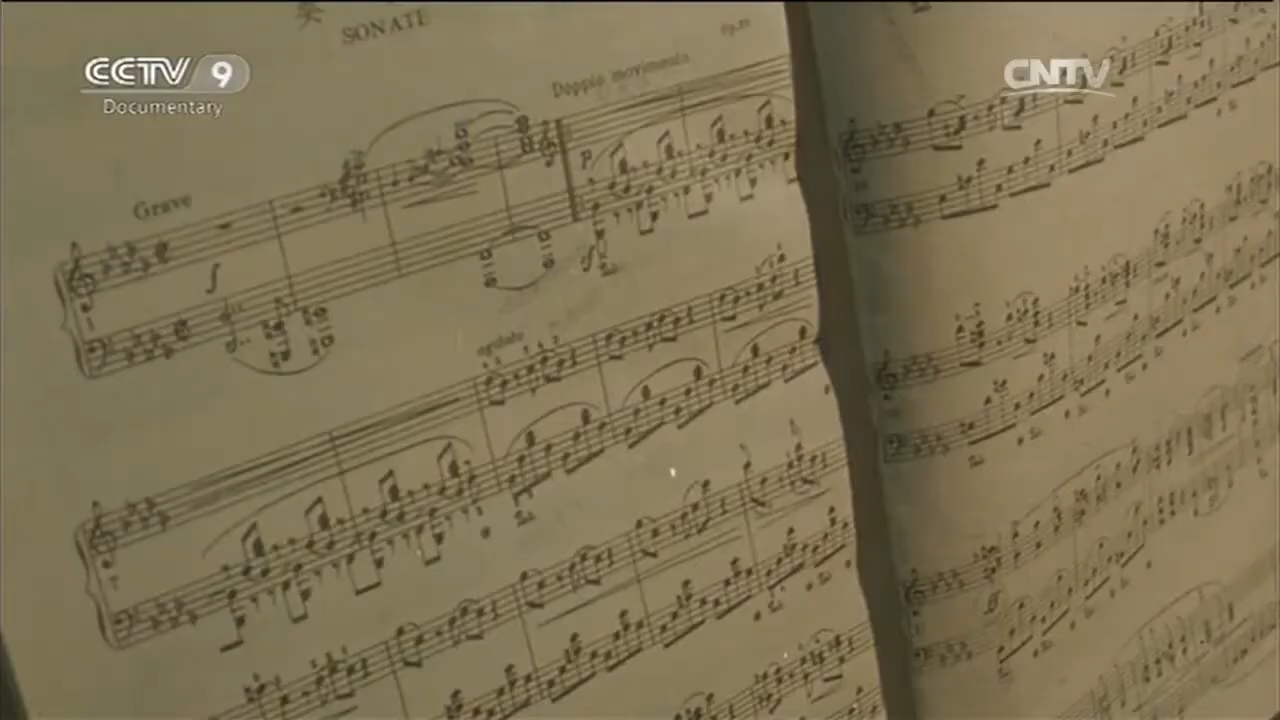 SONATE
CCTV 9
Documentary
CNTV
Doppio movimento
Grave
agitato